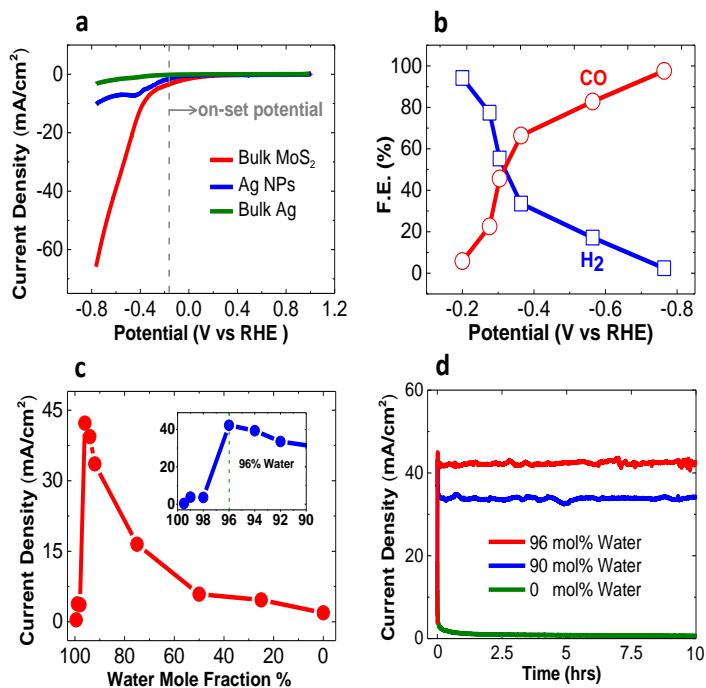 a
Current Density (mA/cm²)
0
-20
-40
-60
on-set potential
Bulk MoS₂
Ag NPs
Bulk Ag
-0.8 -0.4 0.0 0.4 0.8 1.2
Potential (V vs RHE )
b
F.E. (%)
100
80
60
40
20
0
CO
H2
-0.2 -0.4 -0.6 -0.8
Potential (V vs RHE)
c
Current Density (mA/cm²)
45
30
15
0
40
20
0
96% Water
100 98 96 94 92 90
100 80 60 40 20 0
Water Mole Fraction %
d
Current Density (mA/cm²)
60
40
20
0
96 mol% Water
90 mol% Water
0 mol% Water
0 5 10
Time (hrs)